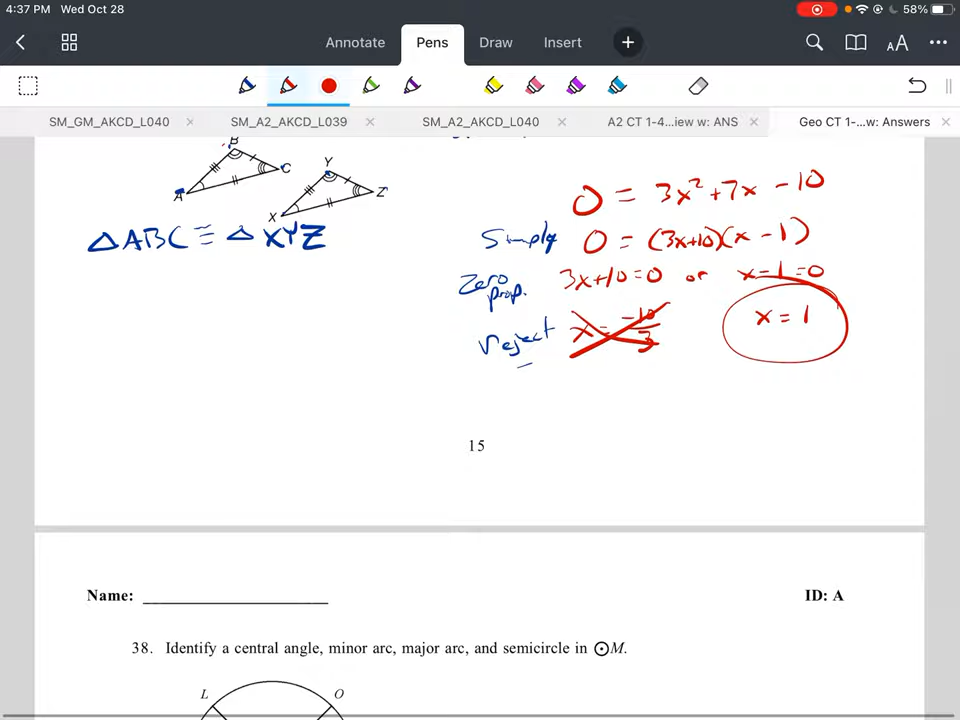 4:37 PM Wed Oct 28
58%
Annotate
Pens
Draw
Insert
AA
SM_GM_AKCD_L040
SM_A2_AKCD_L039
SM_A2_AKCD_L040
A2 CT 1-4...iew w: ANS
Geo CT 1-...w: Answers
B
A
C
Y
X
Z
△ABC ≅ △XYZ
0 = 3x² + 7x - 10
Simply 0 = (3x+10)(x - 1)
Zero prop. 3x+10=0 or x-1=0
reject x = -10/3 x = 1
15
Name: ____________________ ID: A
38. Identify a central angle, minor arc, major arc, and semicircle in ⊙M.
L
O